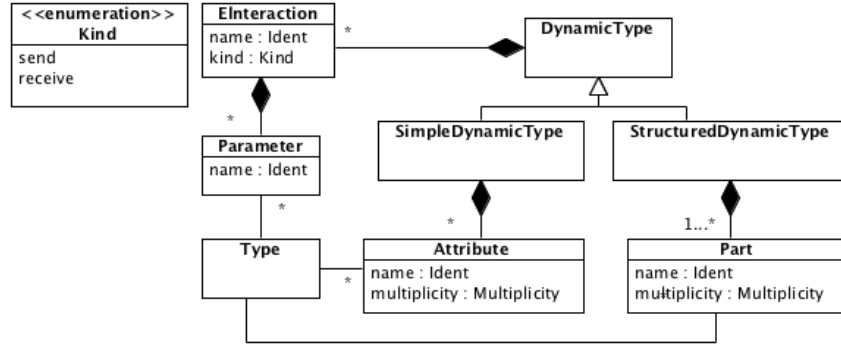 <<enumeration>>
Kind
send
receive
EInteraction
name : Ident
kind : Kind
*
DynamicType
*
Parameter
name : Ident
*
SimpleDynamicType
StructuredDynamicType
*
1...*
Type
*
Attribute
name : Ident
multiplicity : Multiplicity
Part
name : Ident
multiplicity : Multiplicity